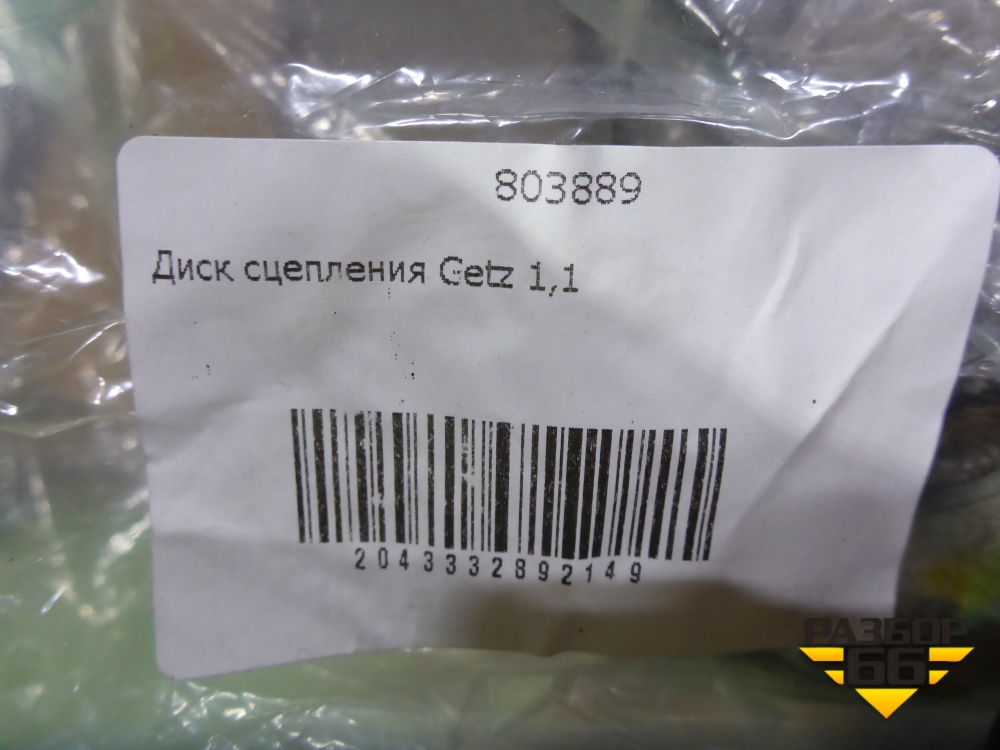 803889
Диск сцепления Getz 1,1
2043332892149
РАЗБОР
66